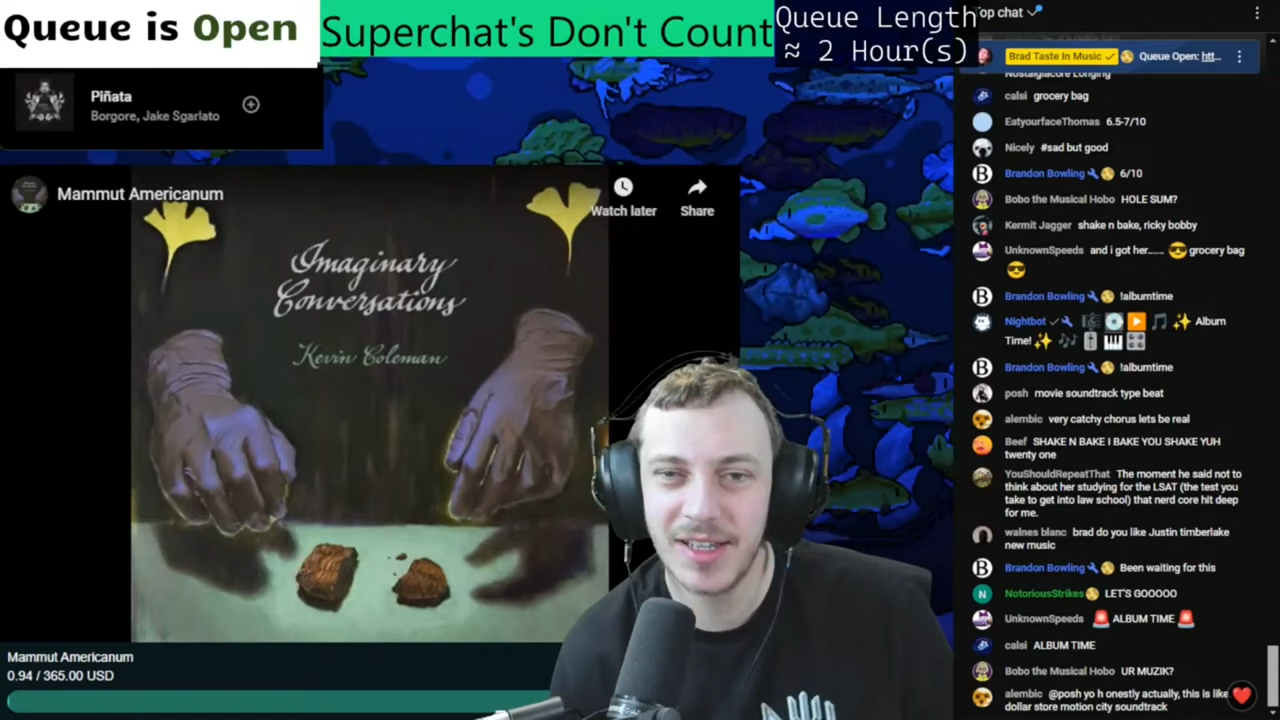 Queue is Open
Superchat's Don't Count
Queue Length
≈ 2 Hour(s)
Piñata
Borgore, Jake Sgarlato
Mammut Americanum
Watch later
Share
Imaginary
Conversations
Kevin Coleman
Mammut Americanum
0.94 / 365.00 USD
Top chat
Brad Taste In Music ✓ Queue Open: htt...
Nostalgiacore Longing
calsi grocery bag
EatyourfaceThomas 6.5-7/10
Nicely #sad but good
Brandon Bowling 6/10
Bobo the Musical Hobo HOLE SUM?
Kermit Jagger shake n bake, ricky bobby
UnknownSpeeds and i got her...... 😎 grocery bag
😎
Brandon Bowling !albumtime
Nightbot ✓ 🎼 💽 ▶️ 🎵 ✨ Album
Time! ✨ 🎶 🎚 🎹 🎛
Brandon Bowling !albumtime
posh movie soundtrack type beat
alembic very catchy chorus lets be real
Beef SHAKE N BAKE I BAKE YOU SHAKE YUH
twenty one
YouShouldRepeatThat The moment he said not to
think about her studying for the LSAT (the test you
take to get into law school) that nerd core hit deep
for me.
walnes blanc brad do you like Justin timberlake
new music
Brandon Bowling Been waiting for this
N NotoriousStrikes LET'S GOOOOO
UnknownSpeeds 🚨 ALBUM TIME 🚨
calsi ALBUM TIME
Bobo the Musical Hobo UR MUZIK?
alembic @posh yo h onestly actually, this is like
dollar store motion city soundtrack